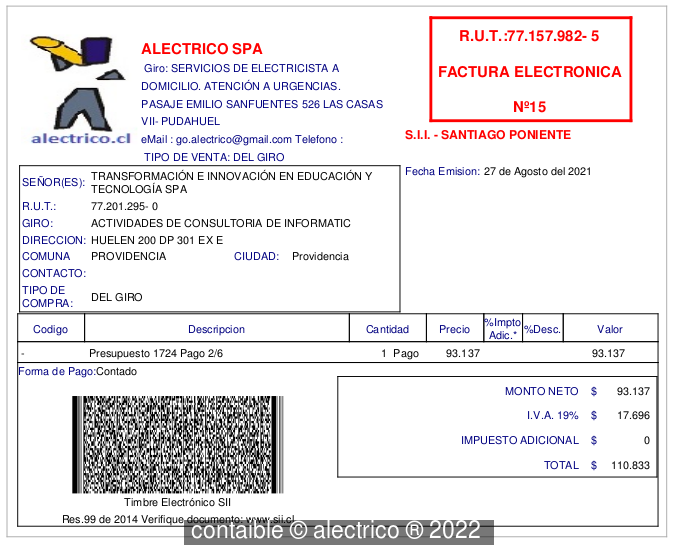 ALECTRICO SPA
Giro: SERVICIOS DE ELECTRICISTA A
DOMICILIO. ATENCIÓN A URGENCIAS.
PASAJE EMILIO SANFUENTES 526 LAS CASAS
VII- PUDAHUEL
eMail : go.alectrico@gmail.com Telefono :
TIPO DE VENTA: DEL GIRO
alectrico.cl
R.U.T.:77.157.982- 5
FACTURA ELECTRONICA
Nº15
S.I.I. - SANTIAGO PONIENTE
Fecha Emision: 27 de Agosto del 2021
SEÑOR(ES): TRANSFORMACIÓN E INNOVACIÓN EN EDUCACIÓN Y
TECNOLOGÍA SPA
R.U.T.: 77.201.295- 0
GIRO: ACTIVIDADES DE CONSULTORIA DE INFORMATIC
DIRECCION: HUELEN 200 DP 301 EX E
COMUNA PROVIDENCIA CIUDAD: Providencia
CONTACTO:
TIPO DE
COMPRA: DEL GIRO
Codigo Descripcion Cantidad Precio %Impto Adic.* %Desc. Valor
- Presupuesto 1724 Pago 2/6 1 Pago 93.137 93.137
Forma de Pago:Contado
MONTO NETO $ 93.137
I.V.A. 19% $ 17.696
IMPUESTO ADICIONAL $ 0
TOTAL $ 110.833
Timbre Electrónico SII
Res.99 de 2014 Verifique documento: www.sii.cl
contaible © alectrico ® 2022